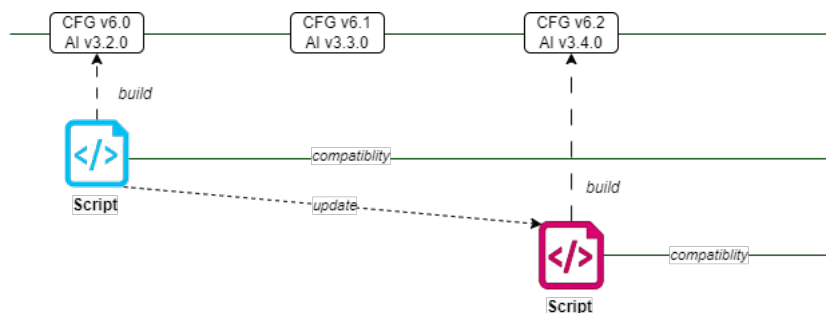 CFG v6.0
AI v3.2.0
CFG v6.1
AI v3.3.0
CFG v6.2
AI v3.4.0
build
</>
compatiblity
Script
update
build
</>
compatiblity
Script